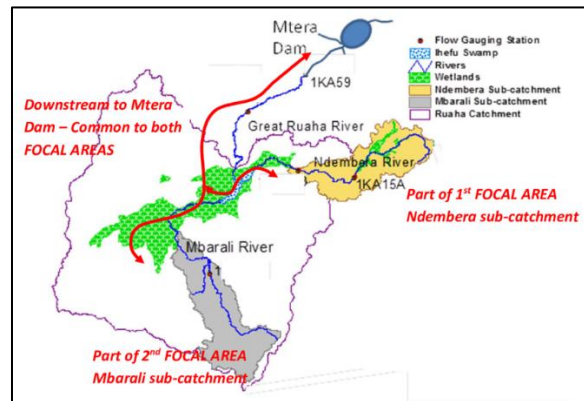 Mtera
Dam
1KA59
Flow Gauging Station
Ihefu Swamp
Rivers
Wetlands
Ndembera Sub-catchment
Mbarali Sub-catchment
Ruaha Catchment
Downstream to Mtera
Dam – Common to both
FOCAL AREAS
Great Ruaha River
Ndembera River
1KA15A
Part of 1st FOCAL AREA
Ndembera sub-catchment
Mbarali River
1
Part of 2nd FOCAL AREA
Mbarali sub-catchment